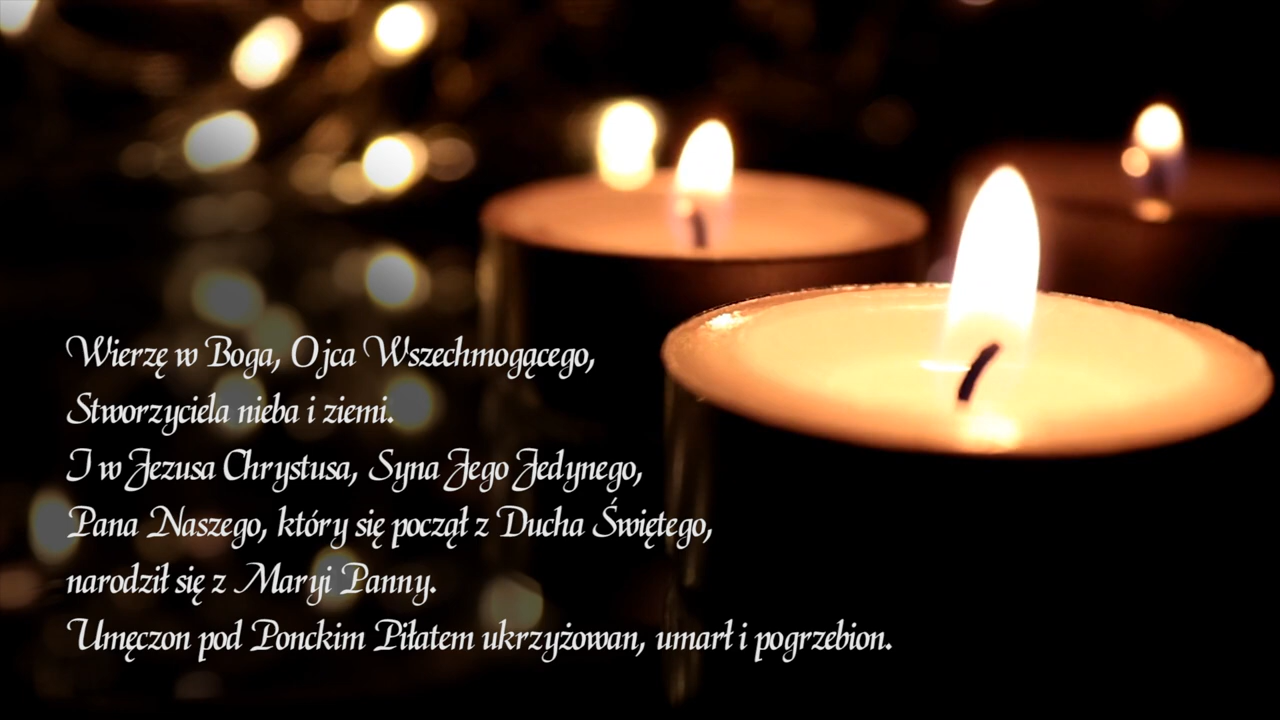 Wierzę w Boga, Ojca Wszechmogącego,
Stworzyciela nieba i ziemi.
I w Jezusa Chrystusa, Syna Jego Jedynego,
Pana Naszego, który się począł z Ducha Świętego,
narodził się z Maryi Panny.
Umęczon pod Ponckim Piłatem ukrzyżowan, umarł i pogrzebion.